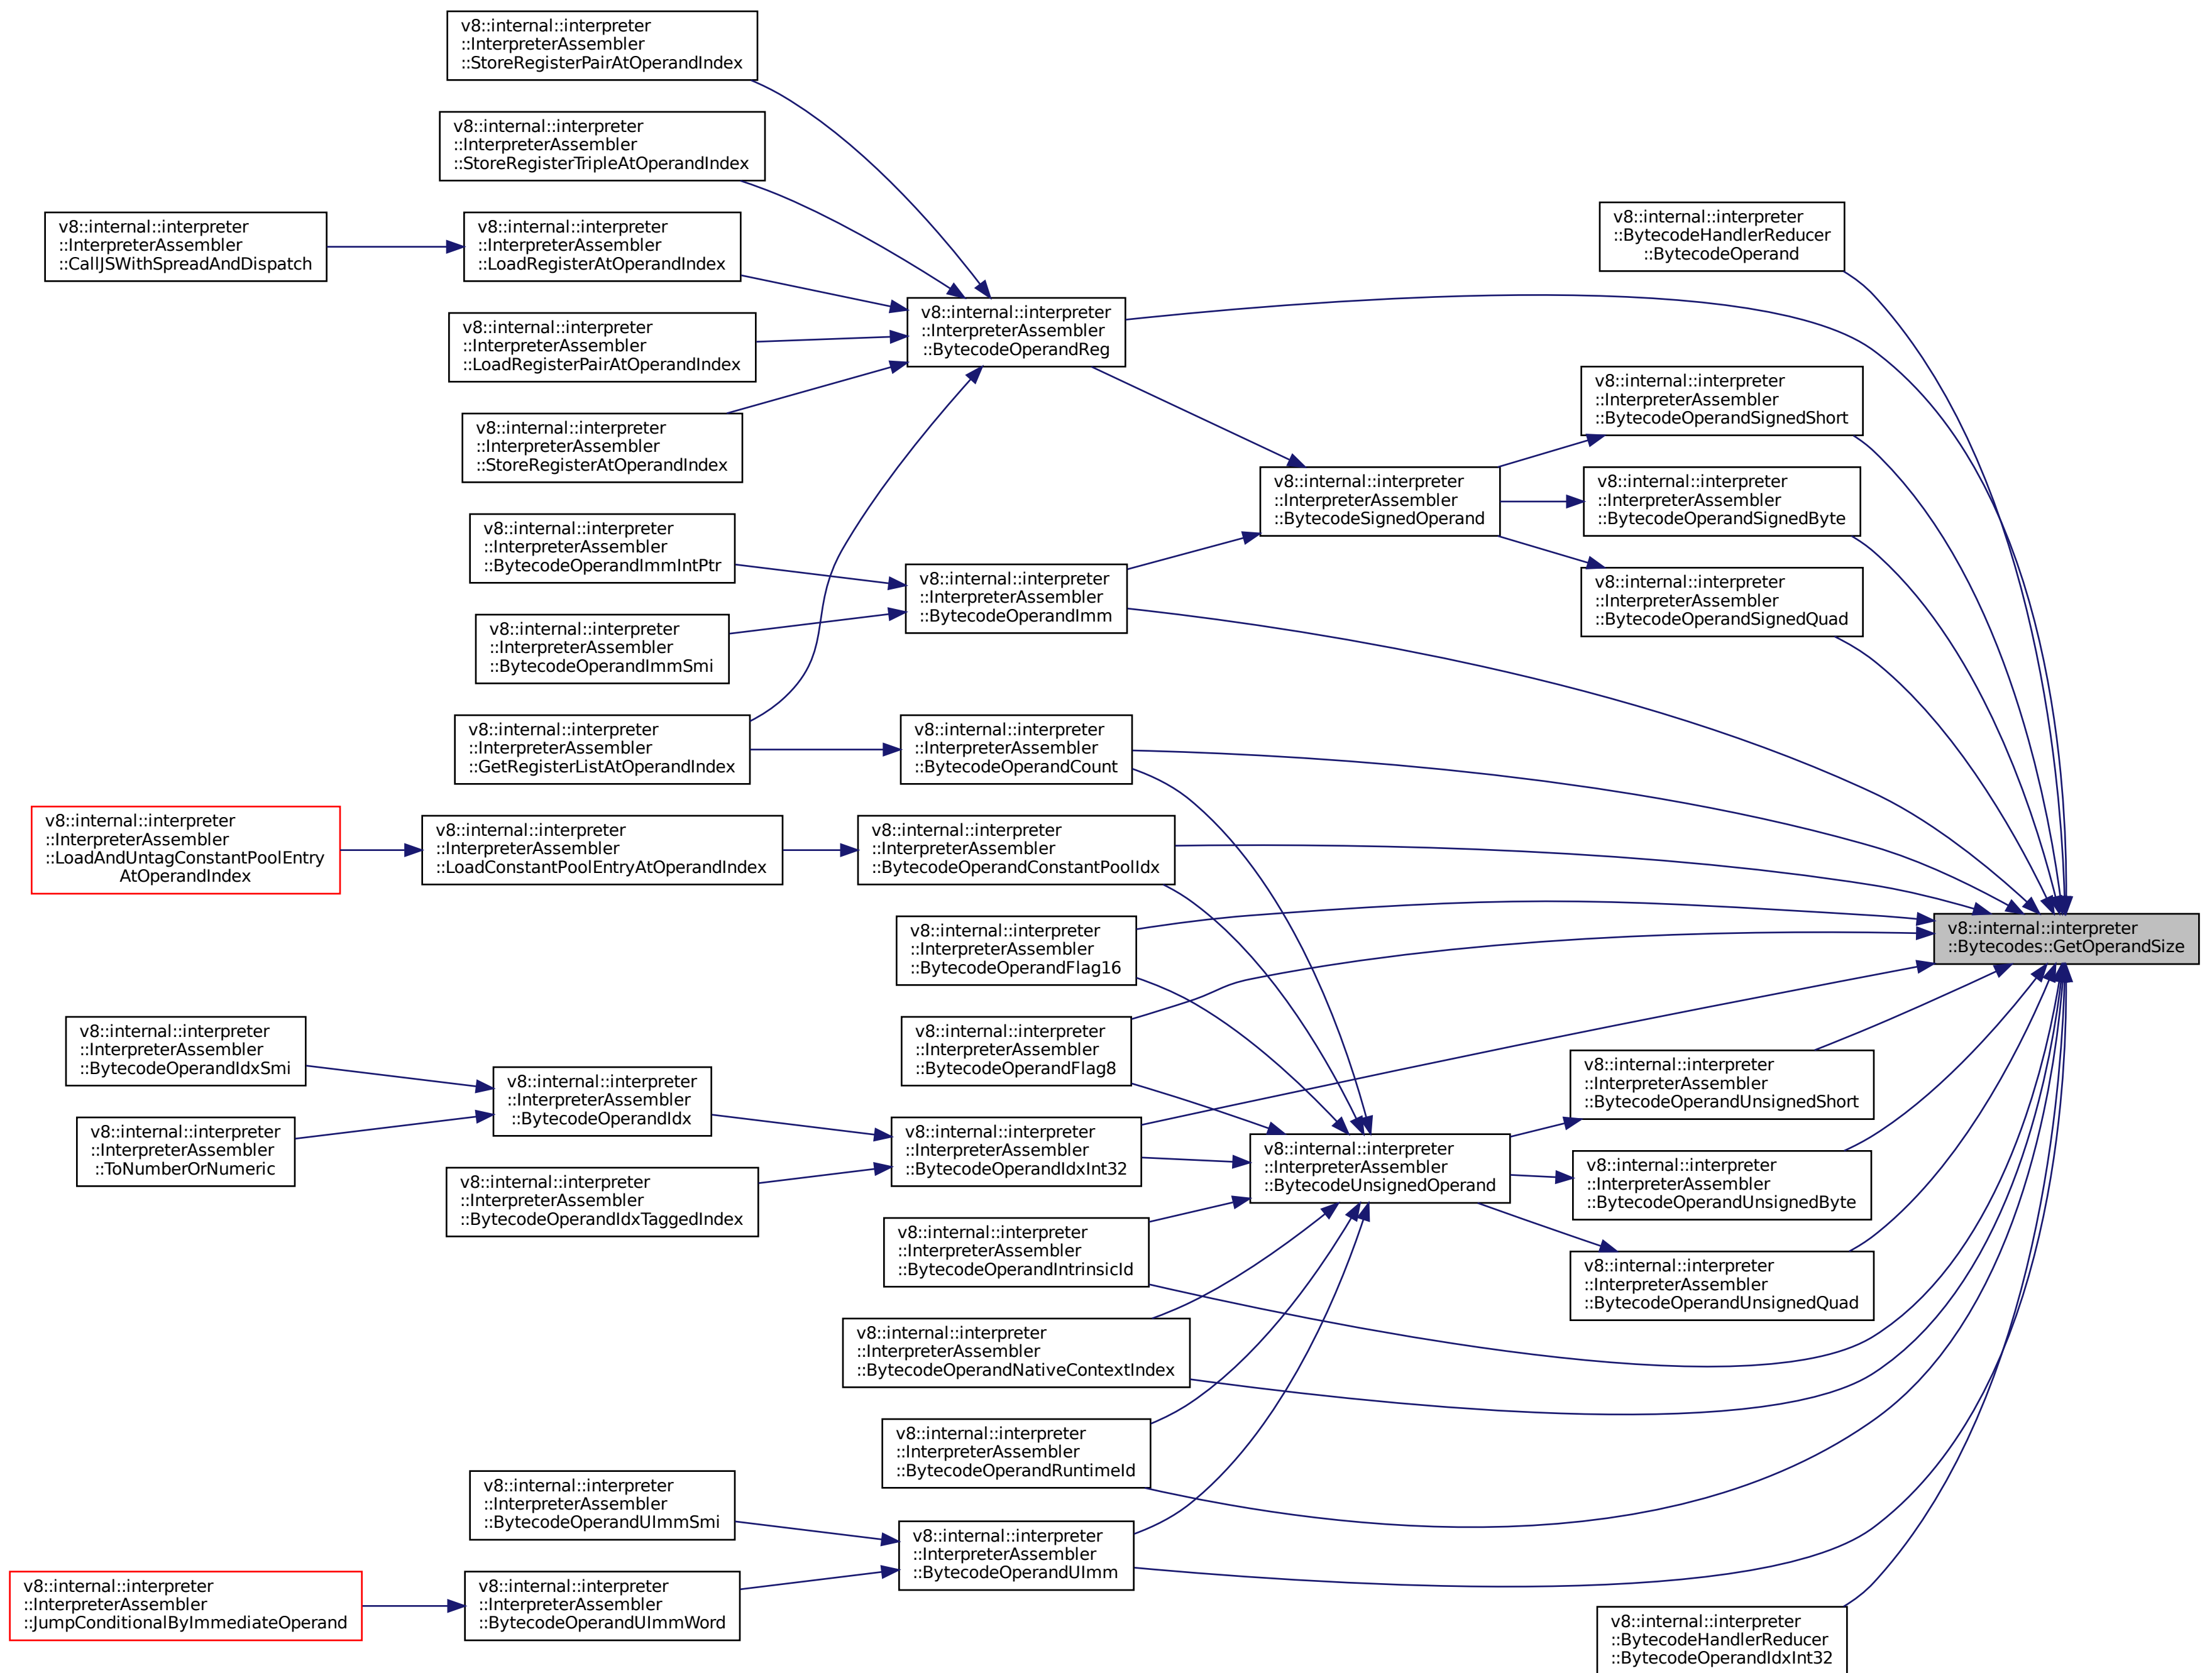 v8::internal::interpreter
::InterpreterAssembler
::StoreRegisterPairAtOperandIndex
v8::internal::interpreter
::InterpreterAssembler
::StoreRegisterTripleAtOperandIndex
v8::internal::interpreter
::InterpreterAssembler
::CallJSWithSpreadAndDispatch
v8::internal::interpreter
::InterpreterAssembler
::LoadRegisterAtOperandIndex
v8::internal::interpreter
::BytecodeHandlerReducer
::BytecodeOperand
v8::internal::interpreter
::InterpreterAssembler
::BytecodeOperandReg
v8::internal::interpreter
::InterpreterAssembler
::LoadRegisterPairAtOperandIndex
v8::internal::interpreter
::InterpreterAssembler
::BytecodeOperandSignedShort
v8::internal::interpreter
::InterpreterAssembler
::StoreRegisterAtOperandIndex
v8::internal::interpreter
::InterpreterAssembler
::BytecodeSignedOperand
v8::internal::interpreter
::InterpreterAssembler
::BytecodeOperandSignedByte
v8::internal::interpreter
::InterpreterAssembler
::BytecodeOperandImmIntPtr
v8::internal::interpreter
::InterpreterAssembler
::BytecodeOperandImm
v8::internal::interpreter
::InterpreterAssembler
::BytecodeOperandSignedQuad
v8::internal::interpreter
::InterpreterAssembler
::BytecodeOperandImmSmi
v8::internal::interpreter
::InterpreterAssembler
::GetRegisterListAtOperandIndex
v8::internal::interpreter
::InterpreterAssembler
::BytecodeOperandCount
v8::internal::interpreter
::InterpreterAssembler
::LoadAndUntagConstantPoolEntry
AtOperandIndex
v8::internal::interpreter
::InterpreterAssembler
::LoadConstantPoolEntryAtOperandIndex
v8::internal::interpreter
::InterpreterAssembler
::BytecodeOperandConstantPoolIdx
v8::internal::interpreter
::InterpreterAssembler
::BytecodeOperandFlag16
v8::internal::interpreter
::Bytecodes::GetOperandSize
v8::internal::interpreter
::InterpreterAssembler
::BytecodeOperandIdxSmi
v8::internal::interpreter
::InterpreterAssembler
::BytecodeOperandFlag8
v8::internal::interpreter
::InterpreterAssembler
::BytecodeOperandIdx
v8::internal::interpreter
::InterpreterAssembler
::BytecodeOperandUnsignedShort
v8::internal::interpreter
::InterpreterAssembler
::ToNumberOrNumeric
v8::internal::interpreter
::InterpreterAssembler
::BytecodeOperandIdxInt32
v8::internal::interpreter
::InterpreterAssembler
::BytecodeUnsignedOperand
v8::internal::interpreter
::InterpreterAssembler
::BytecodeOperandUnsignedByte
v8::internal::interpreter
::InterpreterAssembler
::BytecodeOperandIdxTaggedIndex
v8::internal::interpreter
::InterpreterAssembler
::BytecodeOperandIntrinsicId
v8::internal::interpreter
::InterpreterAssembler
::BytecodeOperandUnsignedQuad
v8::internal::interpreter
::InterpreterAssembler
::BytecodeOperandNativeContextIndex
v8::internal::interpreter
::InterpreterAssembler
::BytecodeOperandRuntimeId
v8::internal::interpreter
::InterpreterAssembler
::BytecodeOperandUImmSmi
v8::internal::interpreter
::InterpreterAssembler
::BytecodeOperandUImm
v8::internal::interpreter
::InterpreterAssembler
::JumpConditionalByImmediateOperand
v8::internal::interpreter
::InterpreterAssembler
::BytecodeOperandUImmWord
v8::internal::interpreter
::BytecodeHandlerReducer
::BytecodeOperandIdxInt32